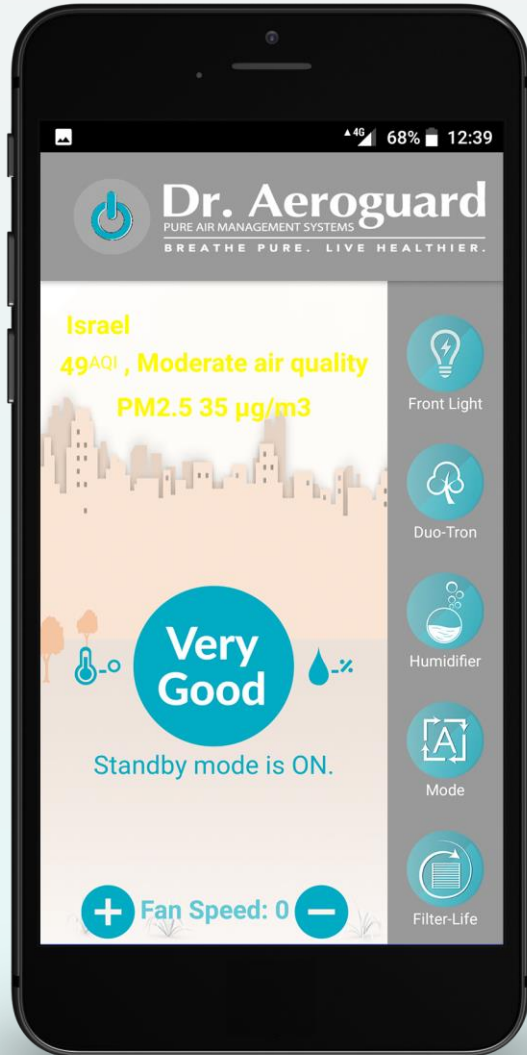 4G 68% 12:39
Dr. Aeroguard
PURE AIR MANAGEMENT SYSTEMS
BREATHE PURE. LIVE HEALTHIER.
Israel
49AQI , Moderate air quality
PM2.5 35 µg/m3
Front Light
Duo-Tron
Humidifier
A
Mode
Filter-Life
-°
Very
Good
-%
Standby mode is ON.
+ Fan Speed: 0 −